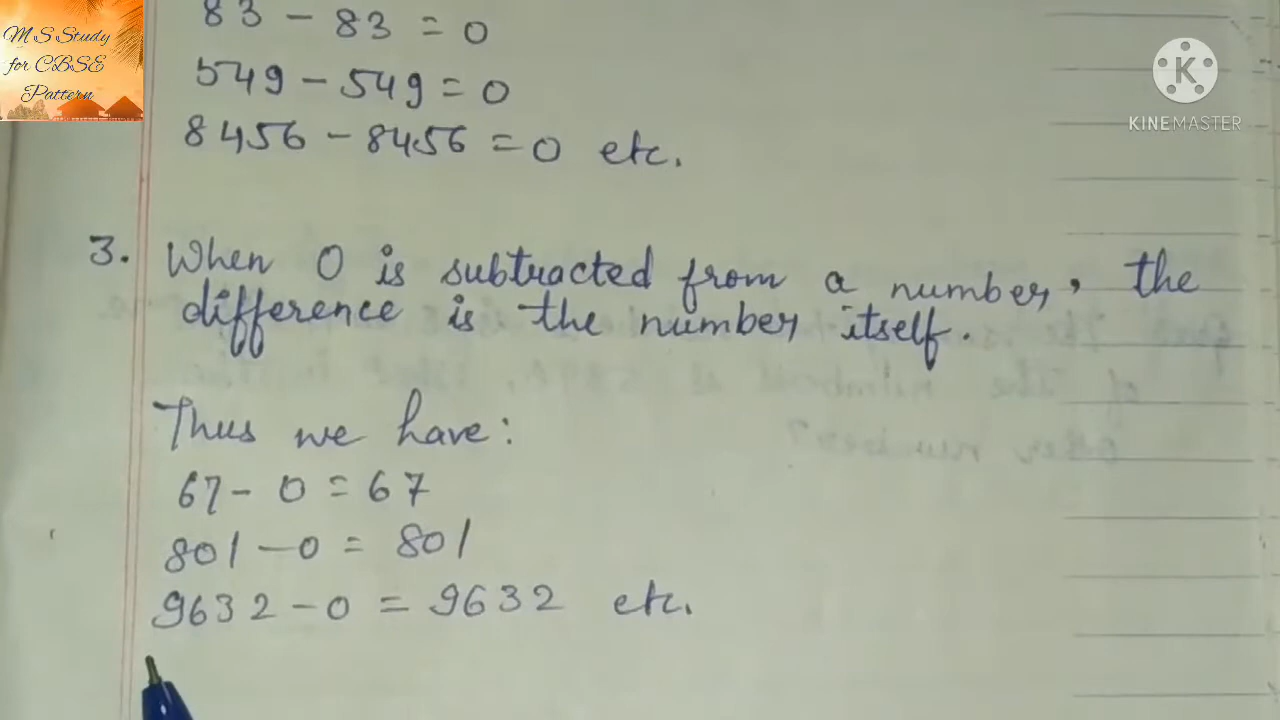 M S Study
for CBSE
Pattern
KINEMASTER
83 - 83 = 0
549 - 549 = 0
8456 - 8456 = 0 etc.
3. When 0 is subtracted from a number, the
difference is the number itself.
Thus we have:
67 - 0 = 67
801 - 0 = 801
9632 - 0 = 9632 etc.